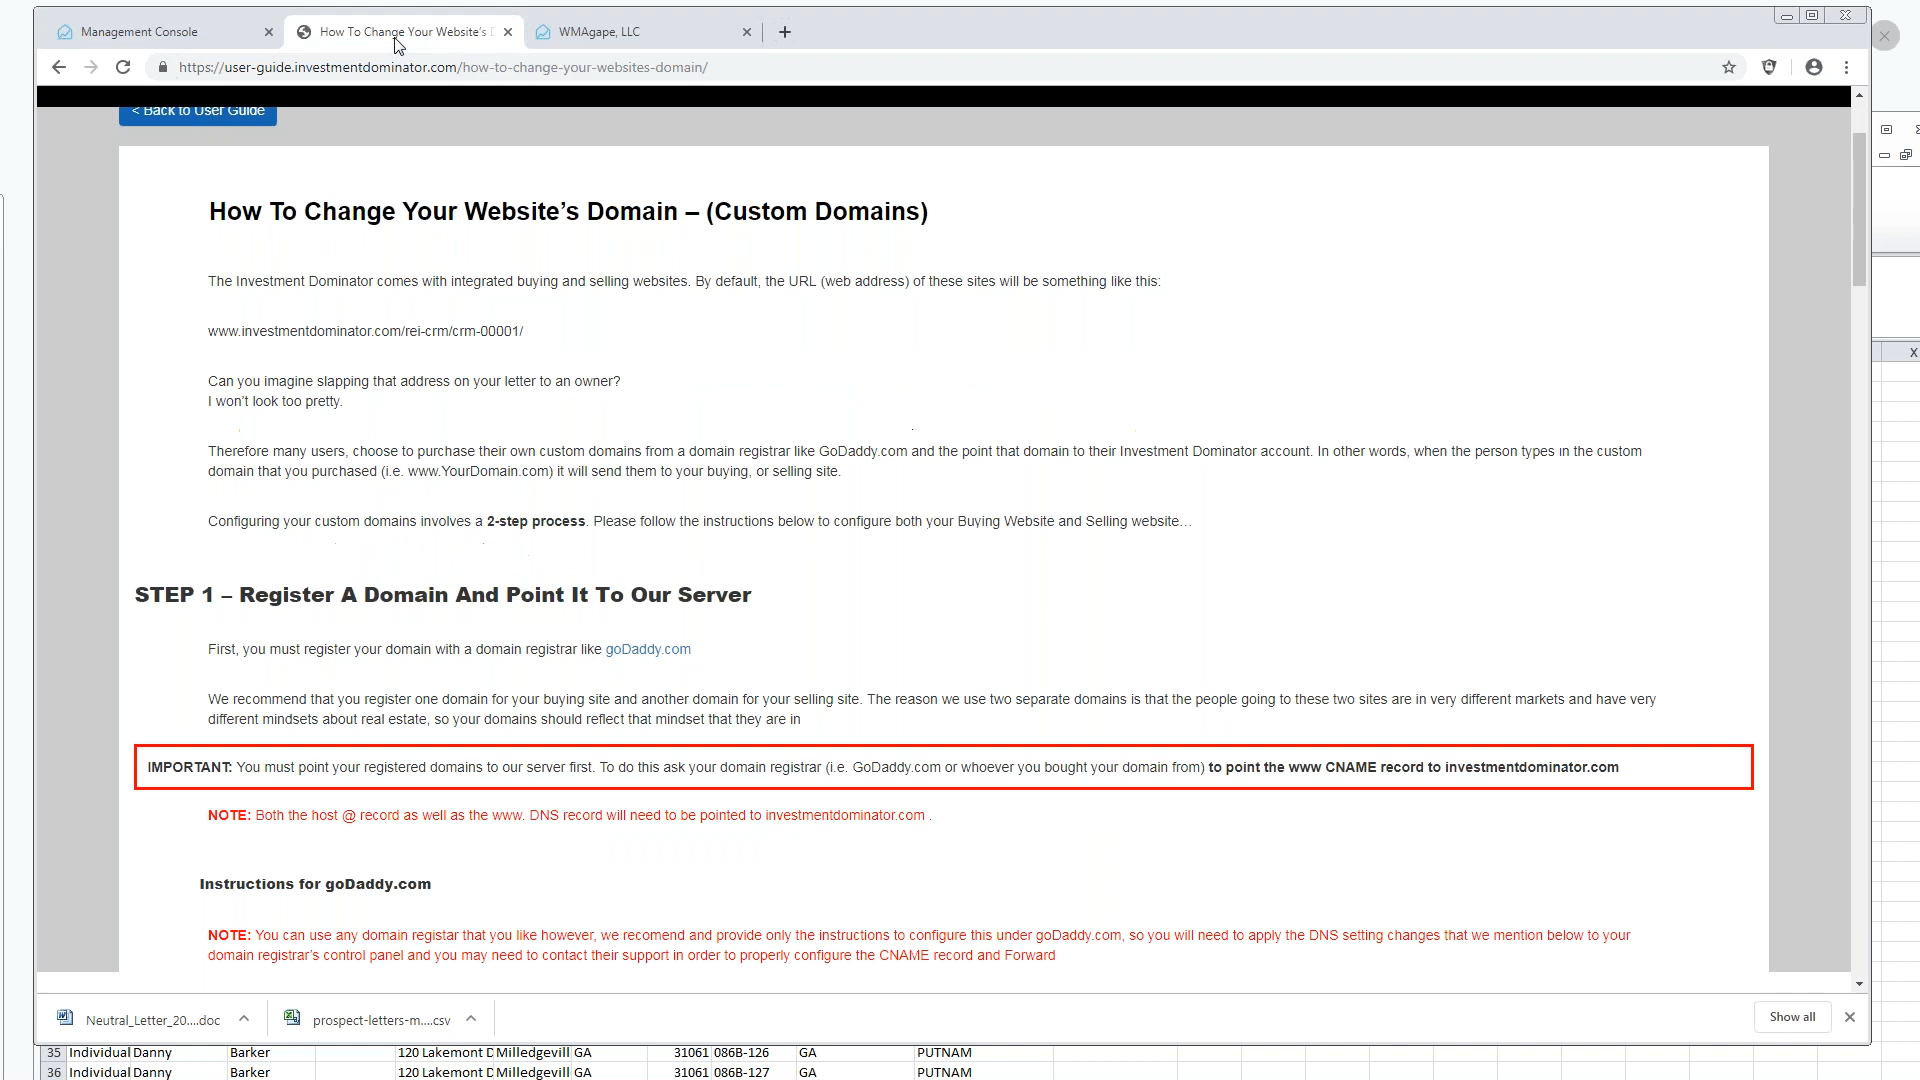 Management Console
How To Change Your Website's D
WMAgape, LLC
https://user-guide.investmentdominator.com/how-to-change-your-websites-domain/
< Back to User Guide
How To Change Your Website's Domain – (Custom Domains)
The Investment Dominator comes with integrated buying and selling websites. By default, the URL (web address) of these sites will be something like this:
www.investmentdominator.com/rei-crm/crm-00001/
Can you imagine slapping that address on your letter to an owner?
I won't look too pretty.
Therefore many users, choose to purchase their own custom domains from a domain registrar like GoDaddy.com and the point that domain to their Investment Dominator account. In other words, when the person types in the custom
domain that you purchased (i.e. www.YourDomain.com) it will send them to your buying, or selling site.
Configuring your custom domains involves a 2-step process. Please follow the instructions below to configure both your Buying Website and Selling website…
STEP 1 – Register A Domain And Point It To Our Server
First, you must register your domain with a domain registrar like goDaddy.com
We recommend that you register one domain for your buying site and another domain for your selling site. The reason we use two separate domains is that the people going to these two sites are in very different markets and have very
different mindsets about real estate, so your domains should reflect that mindset that they are in
IMPORTANT: You must point your registered domains to our server first. To do this ask your domain registrar (i.e. GoDaddy.com or whoever you bought your domain from) to point the www CNAME record to investmentdominator.com
NOTE: Both the host @ record as well as the www. DNS record will need to be pointed to investmentdominator.com .
Instructions for goDaddy.com
NOTE: You can use any domain registar that you like however, we recomend and provide only the instructions to configure this under goDaddy.com, so you will need to apply the DNS setting changes that we mention below to your
domain registrar's control panel and you may need to contact their support in order to properly configure the CNAME record and Forward
Neutral_Letter_20....doc
prospect-letters-m....csv
Show all
X
35 Individual Danny Barker 120 Lakemont D Milledgevill GA 31061 086B-126 GA PUTNAM
36 Individual Danny Barker 120 Lakemont D Milledgevill GA 31061 086B-127 GA PUTNAM